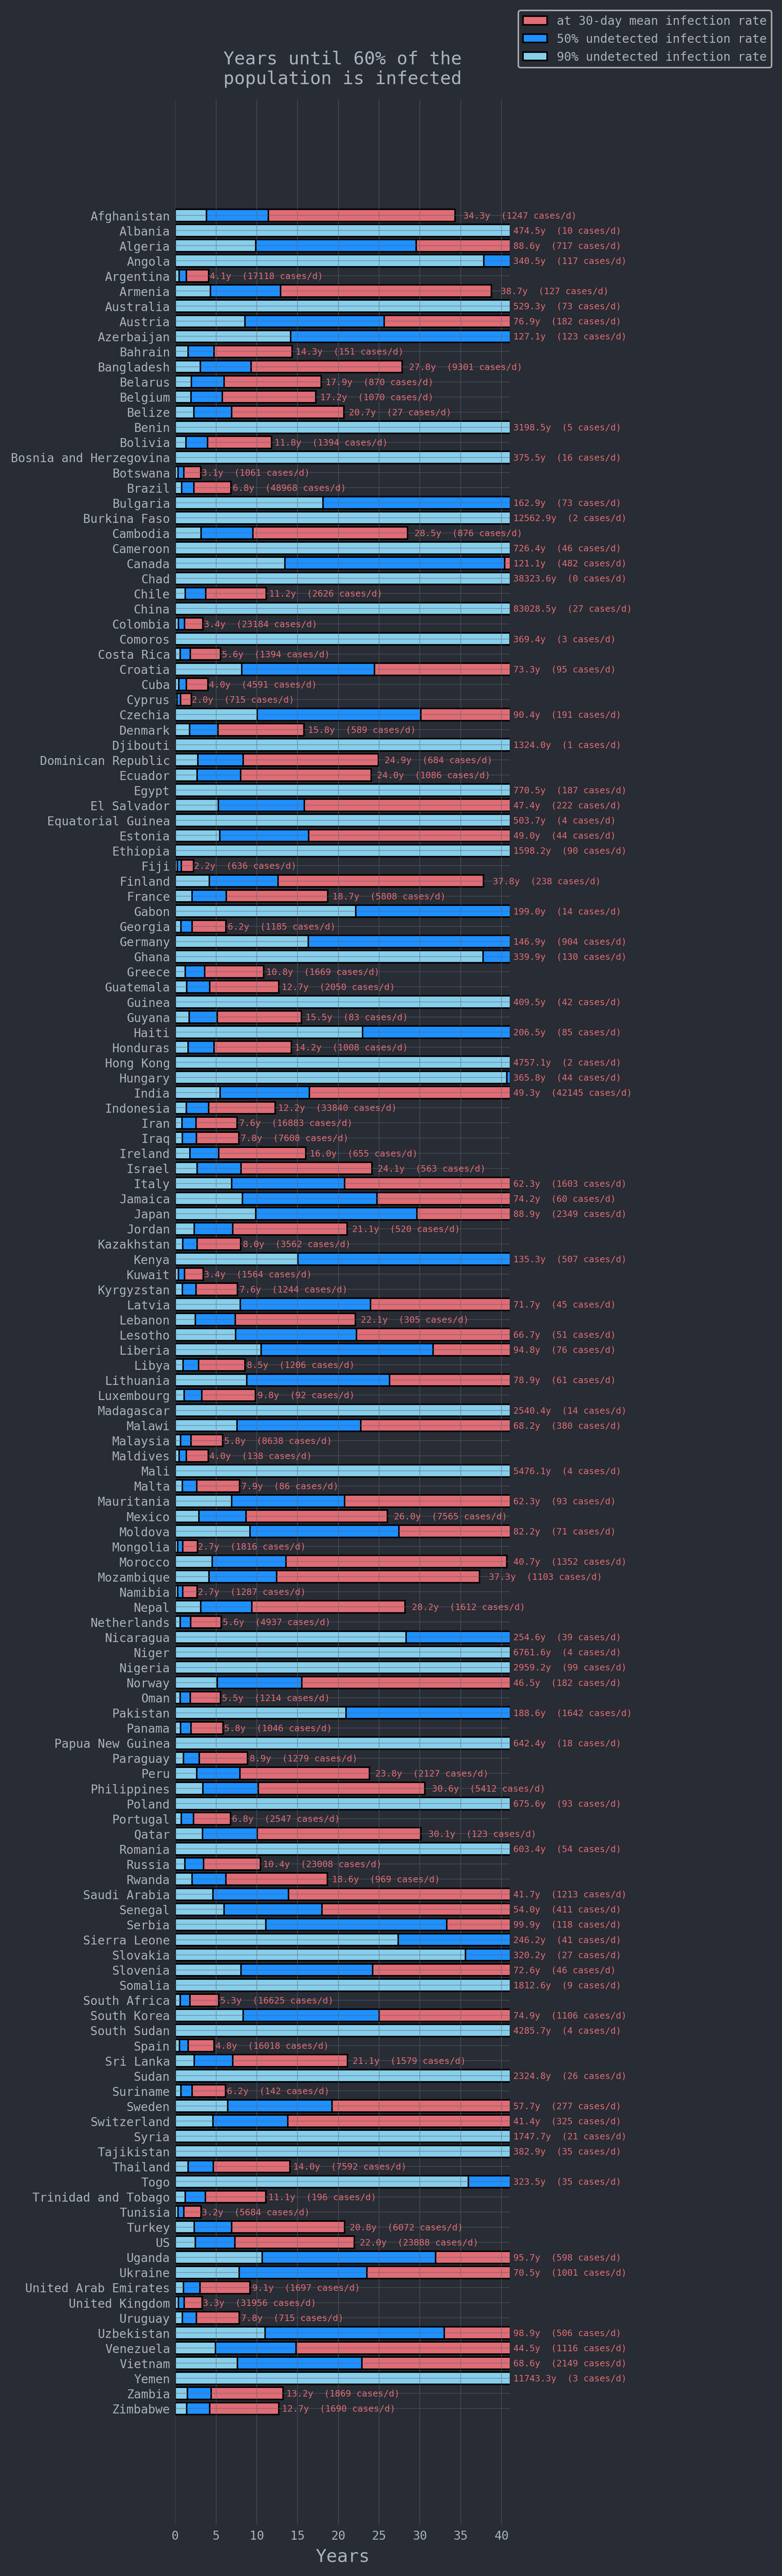 at 30-day mean infection rate
50% undetected infection rate
90% undetected infection rate
Years until 60% of the
population is infected
Afghanistan 34.3y (1247 cases/d)
Albania 474.5y (10 cases/d)
Algeria 88.6y (717 cases/d)
Angola 340.5y (117 cases/d)
Argentina 4.1y (17118 cases/d)
Armenia 38.7y (127 cases/d)
Australia 529.3y (73 cases/d)
Austria 76.9y (182 cases/d)
Azerbaijan 127.1y (123 cases/d)
Bahrain 14.3y (151 cases/d)
Bangladesh 27.8y (9301 cases/d)
Belarus 17.9y (870 cases/d)
Belgium 17.2y (1070 cases/d)
Belize 20.7y (27 cases/d)
Benin 3198.5y (5 cases/d)
Bolivia 11.8y (1394 cases/d)
Bosnia and Herzegovina 375.5y (16 cases/d)
Botswana 3.1y (1061 cases/d)
Brazil 6.8y (48968 cases/d)
Bulgaria 162.9y (73 cases/d)
Burkina Faso 12562.9y (2 cases/d)
Cambodia 28.5y (876 cases/d)
Cameroon 726.4y (46 cases/d)
Canada 121.1y (482 cases/d)
Chad 38323.6y (0 cases/d)
Chile 11.2y (2626 cases/d)
China 83028.5y (27 cases/d)
Colombia 3.4y (23184 cases/d)
Comoros 369.4y (3 cases/d)
Costa Rica 5.6y (1394 cases/d)
Croatia 73.3y (95 cases/d)
Cuba 4.0y (4591 cases/d)
Cyprus 2.0y (715 cases/d)
Czechia 90.4y (191 cases/d)
Denmark 15.8y (589 cases/d)
Djibouti 1324.0y (1 cases/d)
Dominican Republic 24.9y (684 cases/d)
Ecuador 24.0y (1086 cases/d)
Egypt 770.5y (187 cases/d)
El Salvador 47.4y (222 cases/d)
Equatorial Guinea 503.7y (4 cases/d)
Estonia 49.0y (44 cases/d)
Ethiopia 1598.2y (90 cases/d)
Fiji 2.2y (636 cases/d)
Finland 37.8y (238 cases/d)
France 18.7y (5808 cases/d)
Gabon 199.0y (14 cases/d)
Georgia 6.2y (1185 cases/d)
Germany 146.9y (904 cases/d)
Ghana 339.9y (130 cases/d)
Greece 10.8y (1669 cases/d)
Guatemala 12.7y (2050 cases/d)
Guinea 409.5y (42 cases/d)
Guyana 15.5y (83 cases/d)
Haiti 206.5y (85 cases/d)
Honduras 14.2y (1008 cases/d)
Hong Kong 4757.1y (2 cases/d)
Hungary 365.8y (44 cases/d)
India 49.3y (42145 cases/d)
Indonesia 12.2y (33840 cases/d)
Iran 7.6y (16883 cases/d)
Iraq 7.8y (7608 cases/d)
Ireland 16.0y (655 cases/d)
Israel 24.1y (563 cases/d)
Italy 62.3y (1603 cases/d)
Jamaica 74.2y (60 cases/d)
Japan 88.9y (2349 cases/d)
Jordan 21.1y (520 cases/d)
Kazakhstan 8.0y (3562 cases/d)
Kenya 135.3y (507 cases/d)
Kuwait 3.4y (1564 cases/d)
Kyrgyzstan 7.6y (1244 cases/d)
Latvia 71.7y (45 cases/d)
Lebanon 22.1y (305 cases/d)
Lesotho 66.7y (51 cases/d)
Liberia 94.8y (76 cases/d)
Libya 8.5y (1206 cases/d)
Lithuania 78.9y (61 cases/d)
Luxembourg 9.8y (92 cases/d)
Madagascar 2540.4y (14 cases/d)
Malawi 68.2y (380 cases/d)
Malaysia 5.8y (8638 cases/d)
Maldives 4.0y (138 cases/d)
Mali 5476.1y (4 cases/d)
Malta 7.9y (86 cases/d)
Mauritania 62.3y (93 cases/d)
Mexico 26.0y (7565 cases/d)
Moldova 82.2y (71 cases/d)
Mongolia 2.7y (1816 cases/d)
Morocco 40.7y (1352 cases/d)
Mozambique 37.3y (1103 cases/d)
Namibia 2.7y (1287 cases/d)
Nepal 28.2y (1612 cases/d)
Netherlands 5.6y (4937 cases/d)
Nicaragua 254.6y (39 cases/d)
Niger 6761.6y (4 cases/d)
Nigeria 2959.2y (99 cases/d)
Norway 46.5y (182 cases/d)
Oman 5.5y (1214 cases/d)
Pakistan 188.6y (1642 cases/d)
Panama 5.8y (1046 cases/d)
Papua New Guinea 642.4y (18 cases/d)
Paraguay 8.9y (1279 cases/d)
Peru 23.8y (2127 cases/d)
Philippines 30.6y (5412 cases/d)
Poland 675.6y (93 cases/d)
Portugal 6.8y (2547 cases/d)
Qatar 30.1y (123 cases/d)
Romania 603.4y (54 cases/d)
Russia 10.4y (23008 cases/d)
Rwanda 18.6y (969 cases/d)
Saudi Arabia 41.7y (1213 cases/d)
Senegal 54.0y (411 cases/d)
Serbia 99.9y (118 cases/d)
Sierra Leone 246.2y (41 cases/d)
Slovakia 320.2y (27 cases/d)
Slovenia 72.6y (46 cases/d)
Somalia 1812.6y (9 cases/d)
South Africa 5.3y (16625 cases/d)
South Korea 74.9y (1106 cases/d)
South Sudan 4285.7y (4 cases/d)
Spain 4.8y (16018 cases/d)
Sri Lanka 21.1y (1579 cases/d)
Sudan 2324.8y (26 cases/d)
Suriname 6.2y (142 cases/d)
Sweden 57.7y (277 cases/d)
Switzerland 41.4y (325 cases/d)
Syria 1747.7y (21 cases/d)
Tajikistan 382.9y (35 cases/d)
Thailand 14.0y (7592 cases/d)
Togo 323.5y (35 cases/d)
Trinidad and Tobago 11.1y (196 cases/d)
Tunisia 3.2y (5684 cases/d)
Turkey 20.8y (6072 cases/d)
US 22.0y (23888 cases/d)
Uganda 95.7y (598 cases/d)
Ukraine 70.5y (1001 cases/d)
United Arab Emirates 9.1y (1697 cases/d)
United Kingdom 3.3y (31956 cases/d)
Uruguay 7.8y (715 cases/d)
Uzbekistan 98.9y (506 cases/d)
Venezuela 44.5y (1116 cases/d)
Vietnam 68.6y (2149 cases/d)
Yemen 11743.3y (3 cases/d)
Zambia 13.2y (1869 cases/d)
Zimbabwe 12.7y (1690 cases/d)
0 5 10 15 20 25 30 35 40
Years